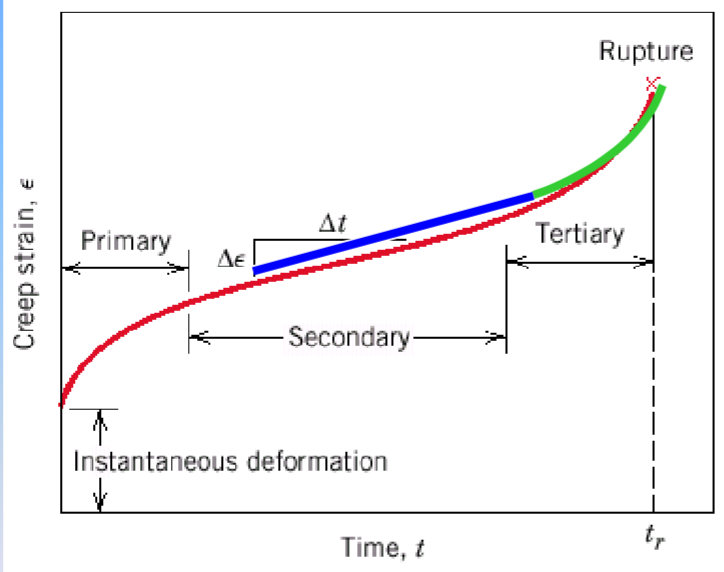 Rupture
×
Δt
Primary
Δϵ
Tertiary
Creep strain, ϵ
Secondary
Instantaneous deformation
Time, t
tᵣ